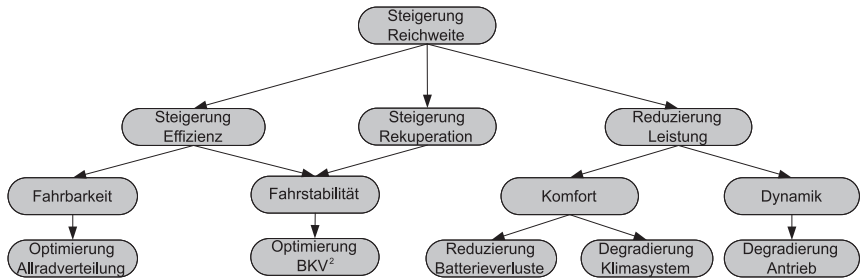 Steigerung
Reichweite
Steigerung
Effizienz
Steigerung
Rekuperation
Reduzierung
Leistung
Fahrbarkeit
Fahrstabilität
Komfort
Dynamik
Optimierung
Allradverteilung
Optimierung
BKV²
Reduzierung
Batterieverluste
Degradierung
Klimasystem
Degradierung
Antrieb